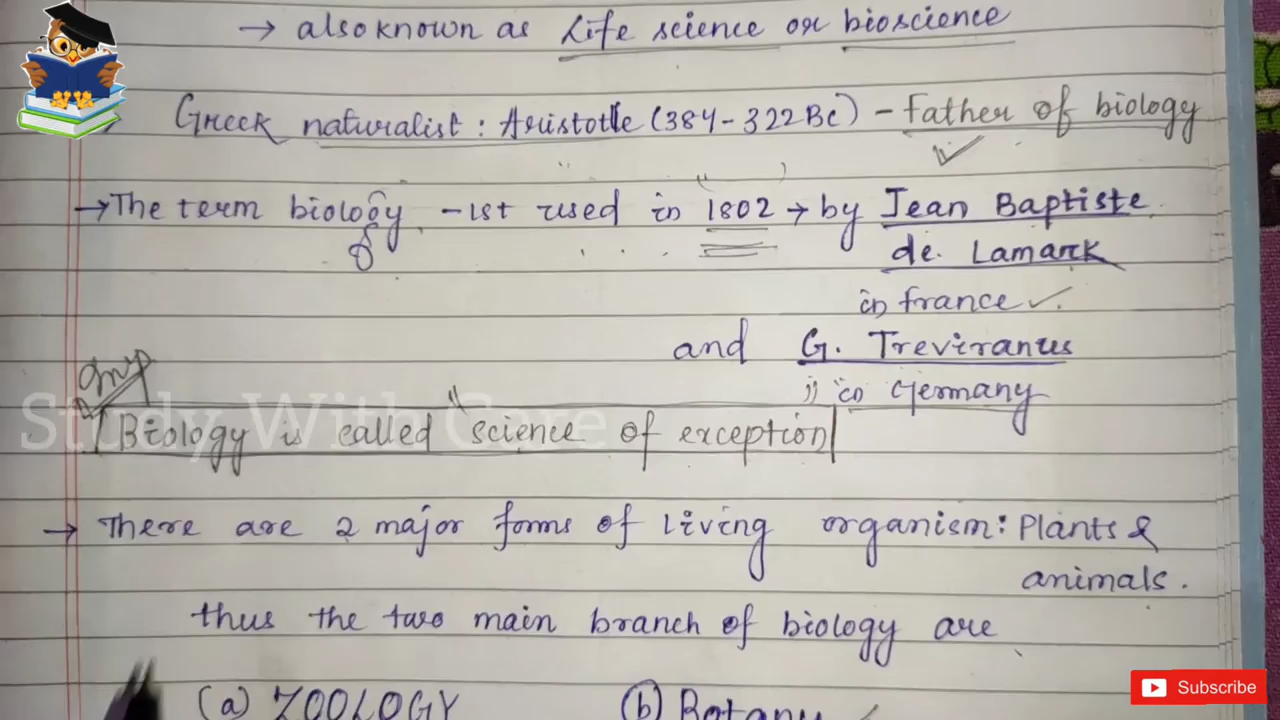 → also known as Life science or bioscience
Greek naturalist : Aristotle (384 - 322 BC) - Father of biology
→ The term biology - 1st used in 1802 → by Jean Baptiste
de. Lamarck
in france ✓
and G. Treviranus
in Germany
Imp
Study With Care
Biology is called "science of exception
→ There are 2 major forms of living organism: Plants &
animals.
thus the two main branch of biology are
(a) ZOOLOGY (b) Botany
Subscribe